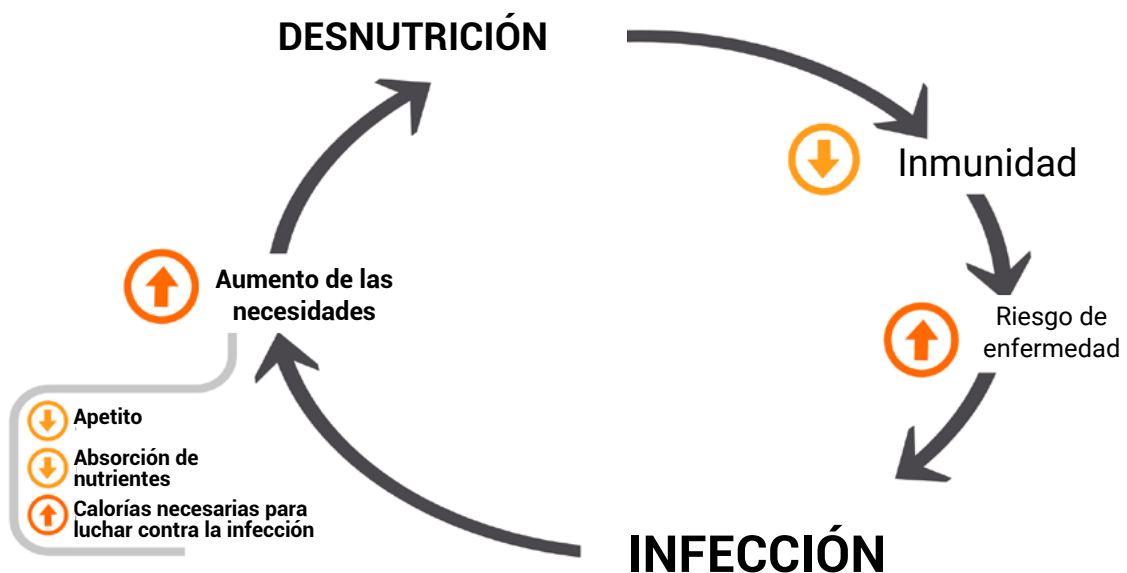 DESNUTRICIÓN
Inmunidad
Riesgo de
enfermedad
INFECCIÓN
Aumento de las
necesidades
Apetito
Absorción de
nutrientes
Calorías necesarias para
luchar contra la infección